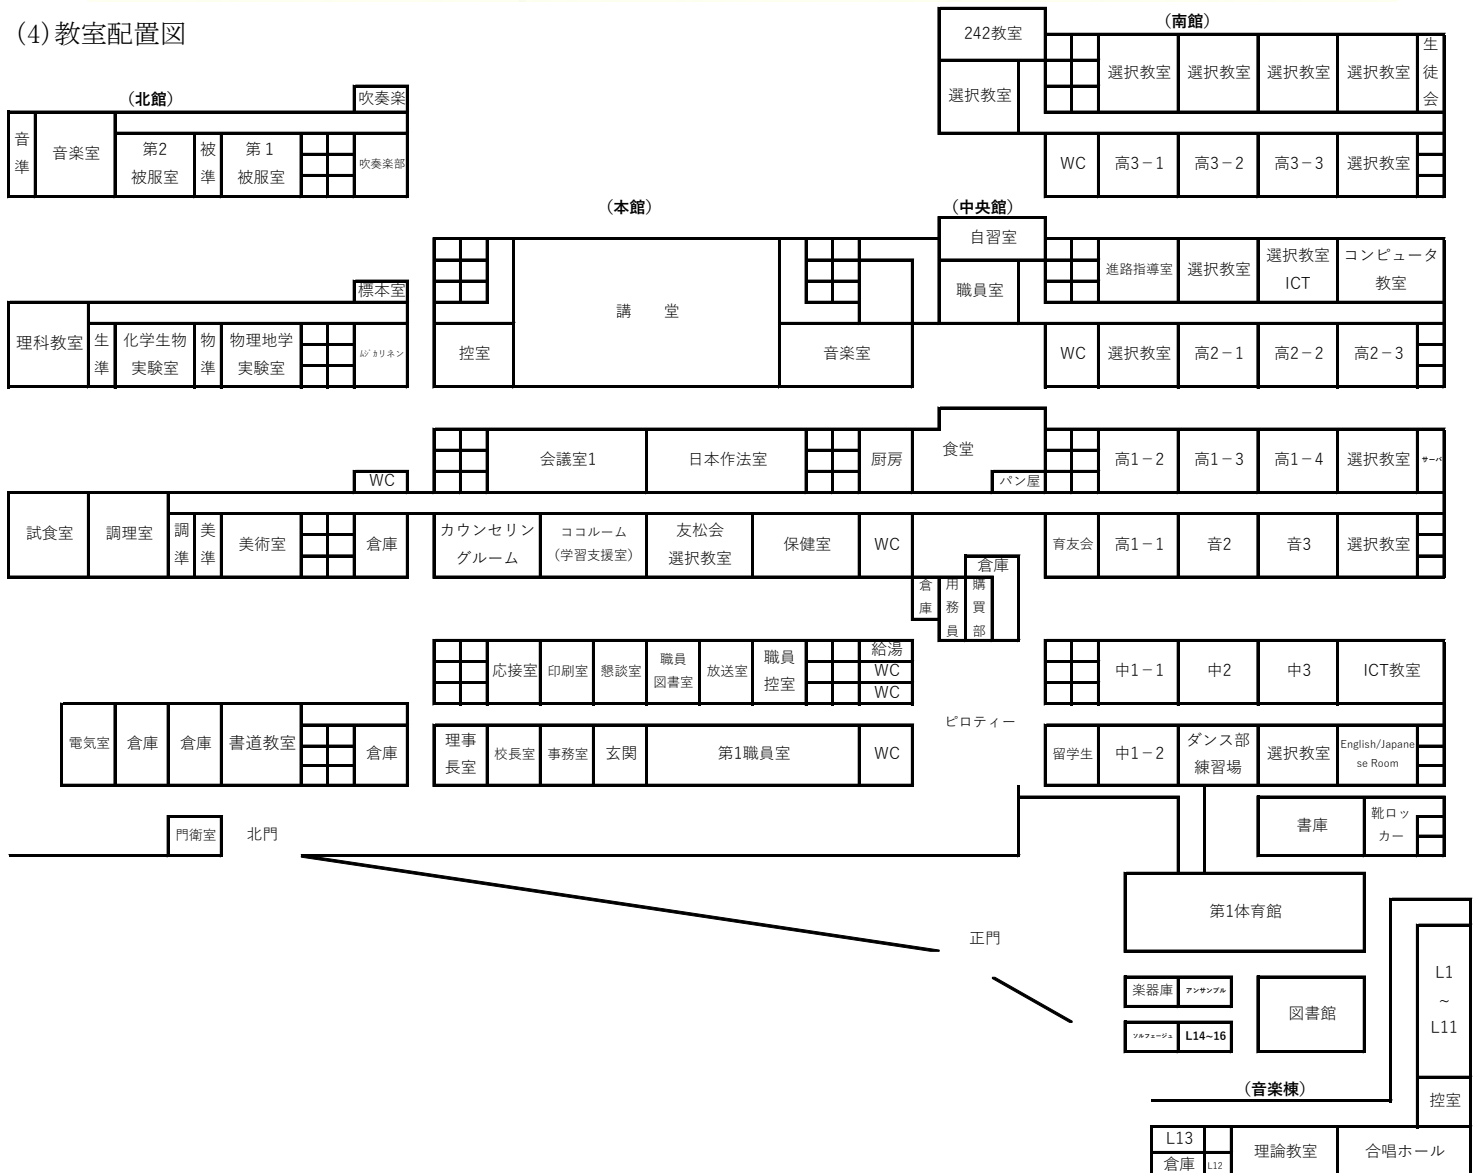 (4)教室配置図
242教室
(南館)
選択教室 選択教室 選択教室 選択教室
生
徒
会
選択教室
(北館)
吹奏楽
音
準
音楽室
第2
被服室
被
準
第1
被服室
吹奏楽部
WC 高3-1 高3-2 高3-3 選択教室
(本館)
(中央館)
自習室
職員室
講 堂
控室
音楽室
進路指導室 選択教室
選択教室
ICT
コンピュータ
教室
標本室
理科教室
生
準
化学生物
実験室
物
準
物理地学
実験室
WC 選択教室 高2-1 高2-2 高2-3
会議室1 日本作法室 厨房 食堂
パン屋
高1-2 高1-3 高1-4 選択教室
サーバ
WC
試食室 調理室
調
準
美
準
美術室 倉庫
カウンセリン
グルーム
ココルーム
(学習支援室)
友松会
選択教室
保健室 WC
育友会 高1-1 音2 音3 選択教室
倉庫
倉
庫
用
務
員
購
買
部
応接室 印刷室 懇談室
職員
図書室
放送室
職員
控室
給湯
WC
WC
中1-1 中2 中3 ICT教室
ピロティー
電気室 倉庫 倉庫 書道教室 倉庫
理事
長室
校長室 事務室 玄関 第1職員室 WC
留学生 中1-2
ダンス部
練習場
選択教室
English/Japane
se Room
門衛室 北門
書庫
靴ロッ
カー
第1体育館
正門
楽器庫 アンサンブル
ソルフェージュ L14~16
図書館
L1
~
L11
(音楽棟)
控室
L13
倉庫 L12
理論教室 合唱ホール